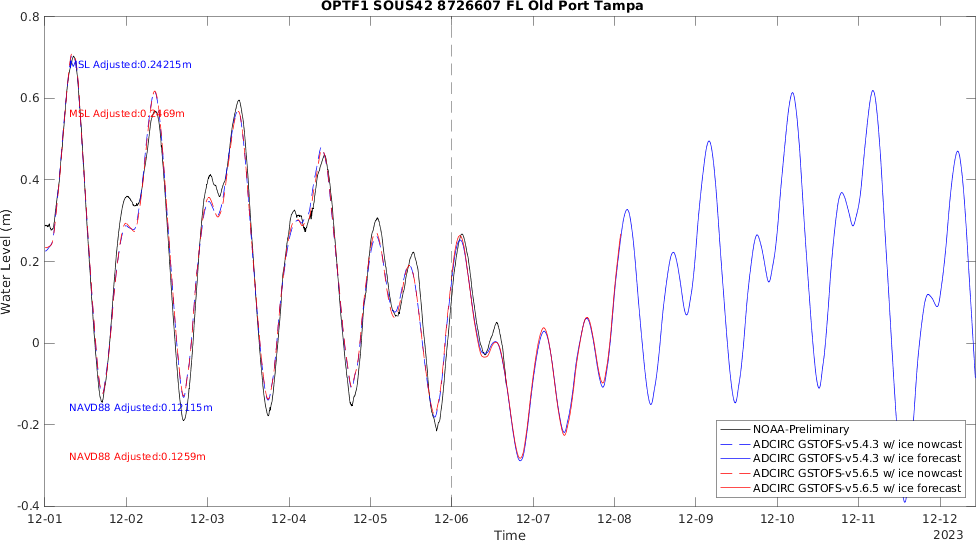 OPTF1 SOUS42 8726607 FL Old Port Tampa
0.8
0.6
0.4
0.2
0
-0.2
-0.4
Water Level (m)
MSL Adjusted:0.24215m
MSL Adjusted:0.2469m
NAVD88 Adjusted:0.12115m
NAVD88 Adjusted:0.1259m
NOAA-Preliminary
ADCIRC GSTOFS-v5.4.3 w/ ice nowcast
ADCIRC GSTOFS-v5.4.3 w/ ice forecast
ADCIRC GSTOFS-v5.6.5 w/ ice nowcast
ADCIRC GSTOFS-v5.6.5 w/ ice forecast
12-01 12-02 12-03 12-04 12-05 12-06 12-07 12-08 12-09 12-10 12-11 12-12
Time
2023